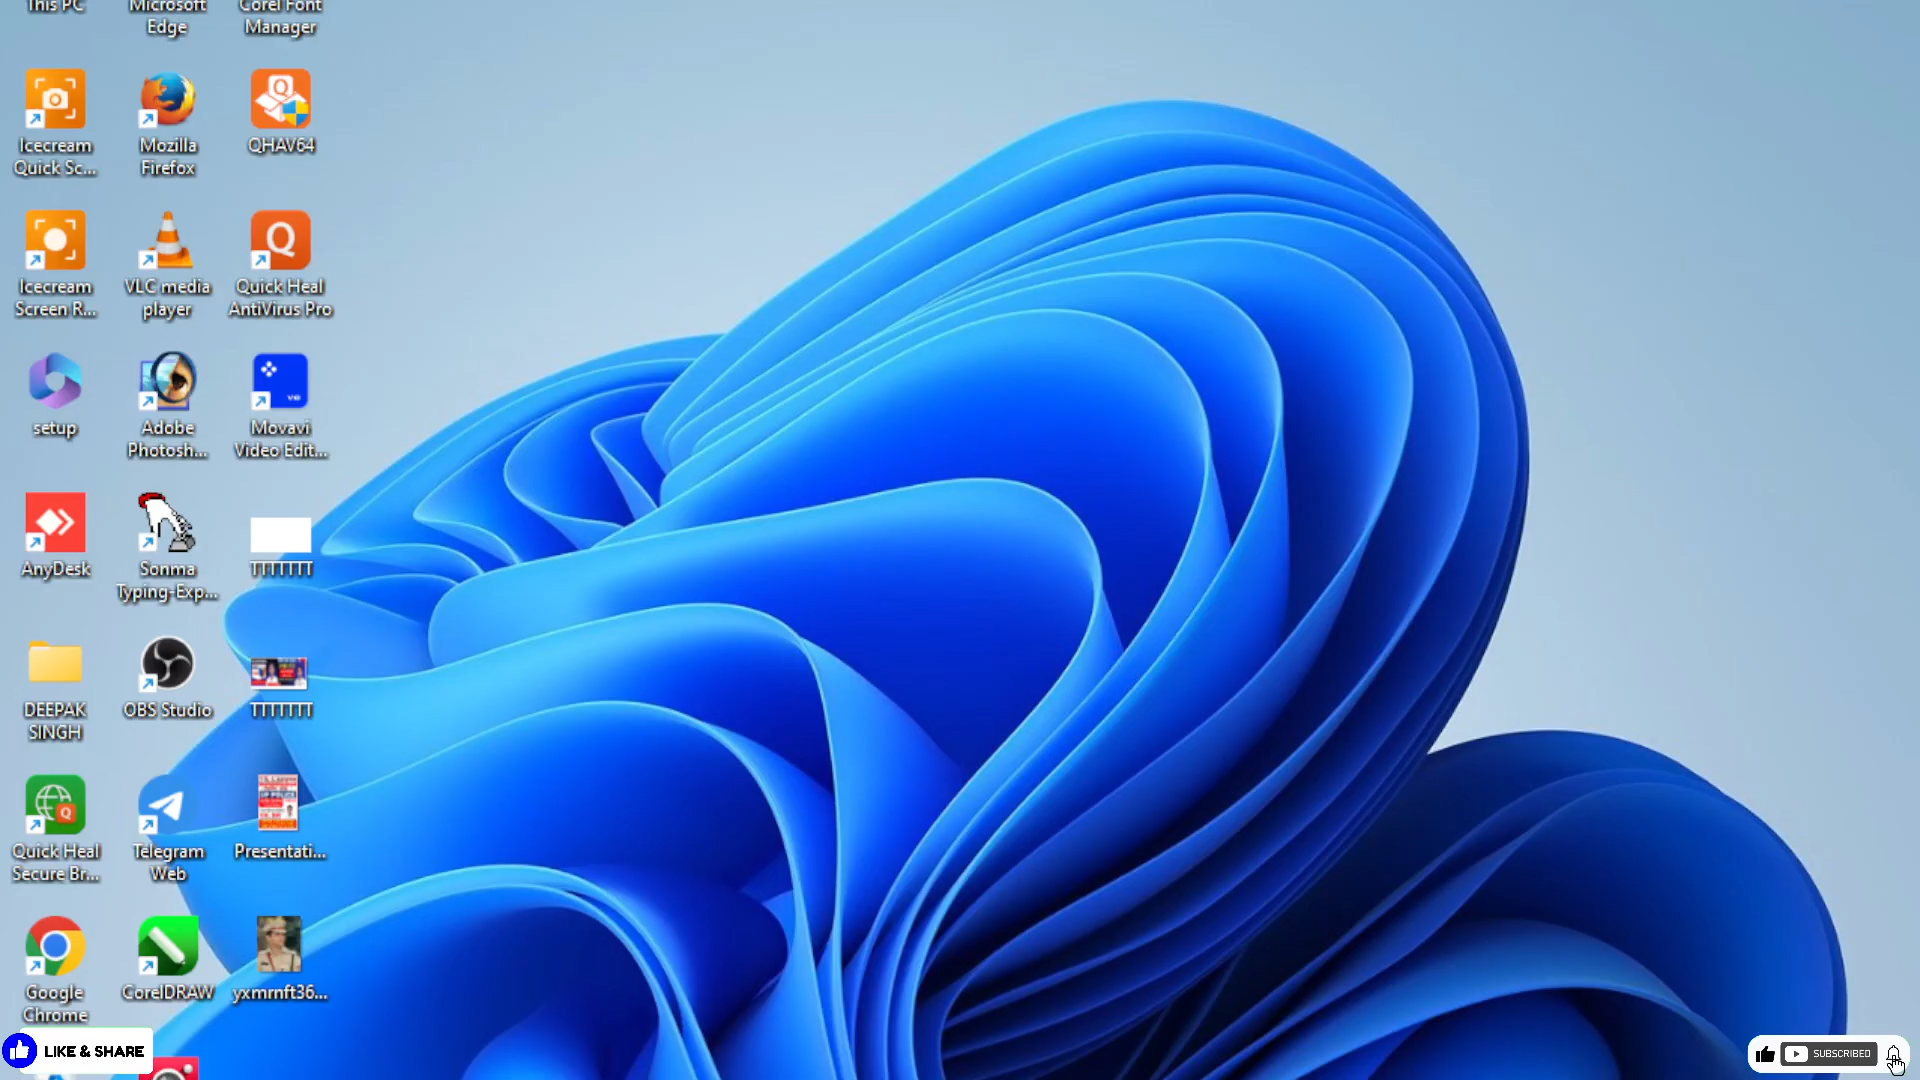 This PC
Microsoft
Edge
Corel Font
Manager
Icecream
Quick Sc...
Mozilla
Firefox
QHAV64
Icecream
Screen R...
VLC media
player
Quick Heal
AntiVirus Pro
setup
Adobe
Photosh...
Movavi
Video Edit...
AnyDesk
Sonma
Typing-Exp...
TTTTTTT
DEEPAK
SINGH
OBS Studio
TTTTTTT
Quick Heal
Secure Br...
Telegram
Web
Presentati...
Google
Chrome
CorelDRAW
yxmrnft36...
LIKE & SHARE
SUBSCRIBED